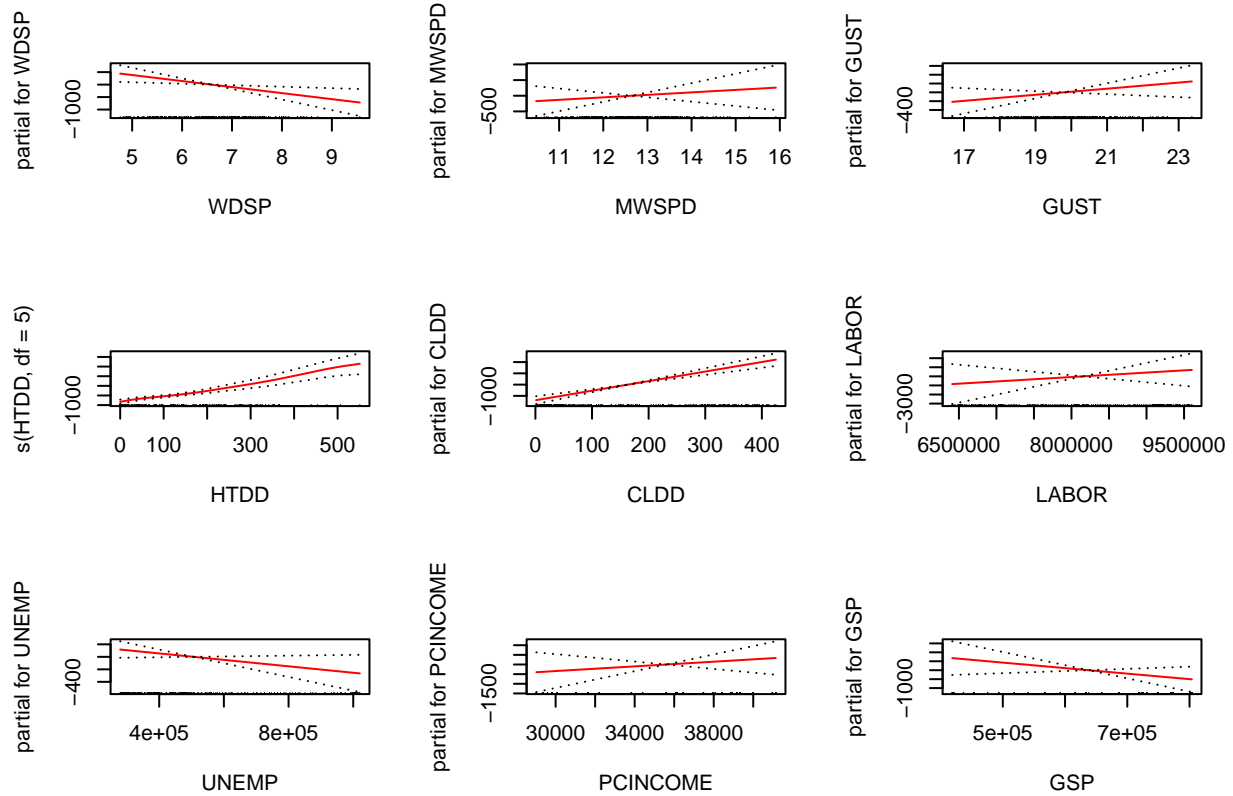 partial for WDSP
−1000
5 6 7 8 9
WDSP
partial for MWSPD
−500
11 12 13 14 15 16
MWSPD
partial for GUST
−400
17 19 21 23
GUST
s(HTDD, df = 5)
−1000
0 100 300 500
HTDD
partial for CLDD
−1000
0 100 200 300 400
CLDD
partial for LABOR
−3000
6500000 8000000 9500000
LABOR
partial for UNEMP
−400
4e+05 8e+05
UNEMP
partial for PCINCOME
−1500
30000 34000 38000
PCINCOME
partial for GSP
−1000
5e+05 7e+05
GSP